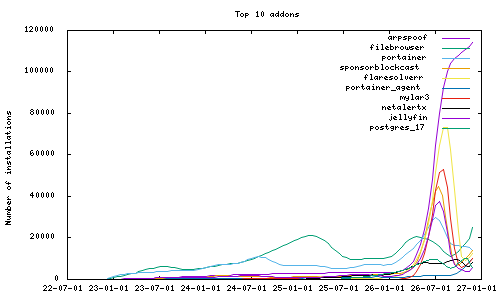 Top 10 addons
120000
100000
80000
60000
40000
20000
0
Number of installations
arpspoof
filebrowser
portainer
sponsorblockcast
flaresolverr
portainer_agent
mylar3
netalertx
jellyfin
postgres_17
22-07-01 23-01-01 23-07-01 24-01-01 24-07-01 25-01-01 25-07-01 26-01-01 26-07-01 27-01-01